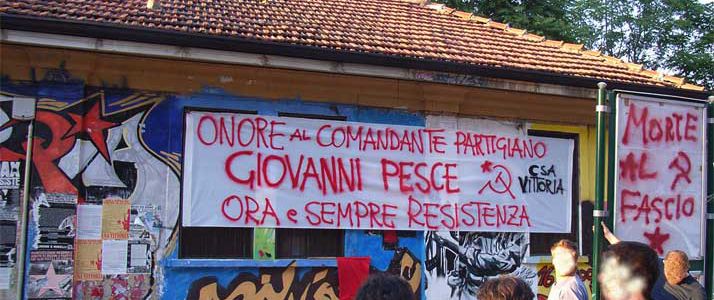 ONORE AL COMANDANTE PARTIGIANO
GIOVANNI PESCE
CSA
VITTORIA
ORA e SEMPRE RESISTENZA
MORTE
AL
FASCIO